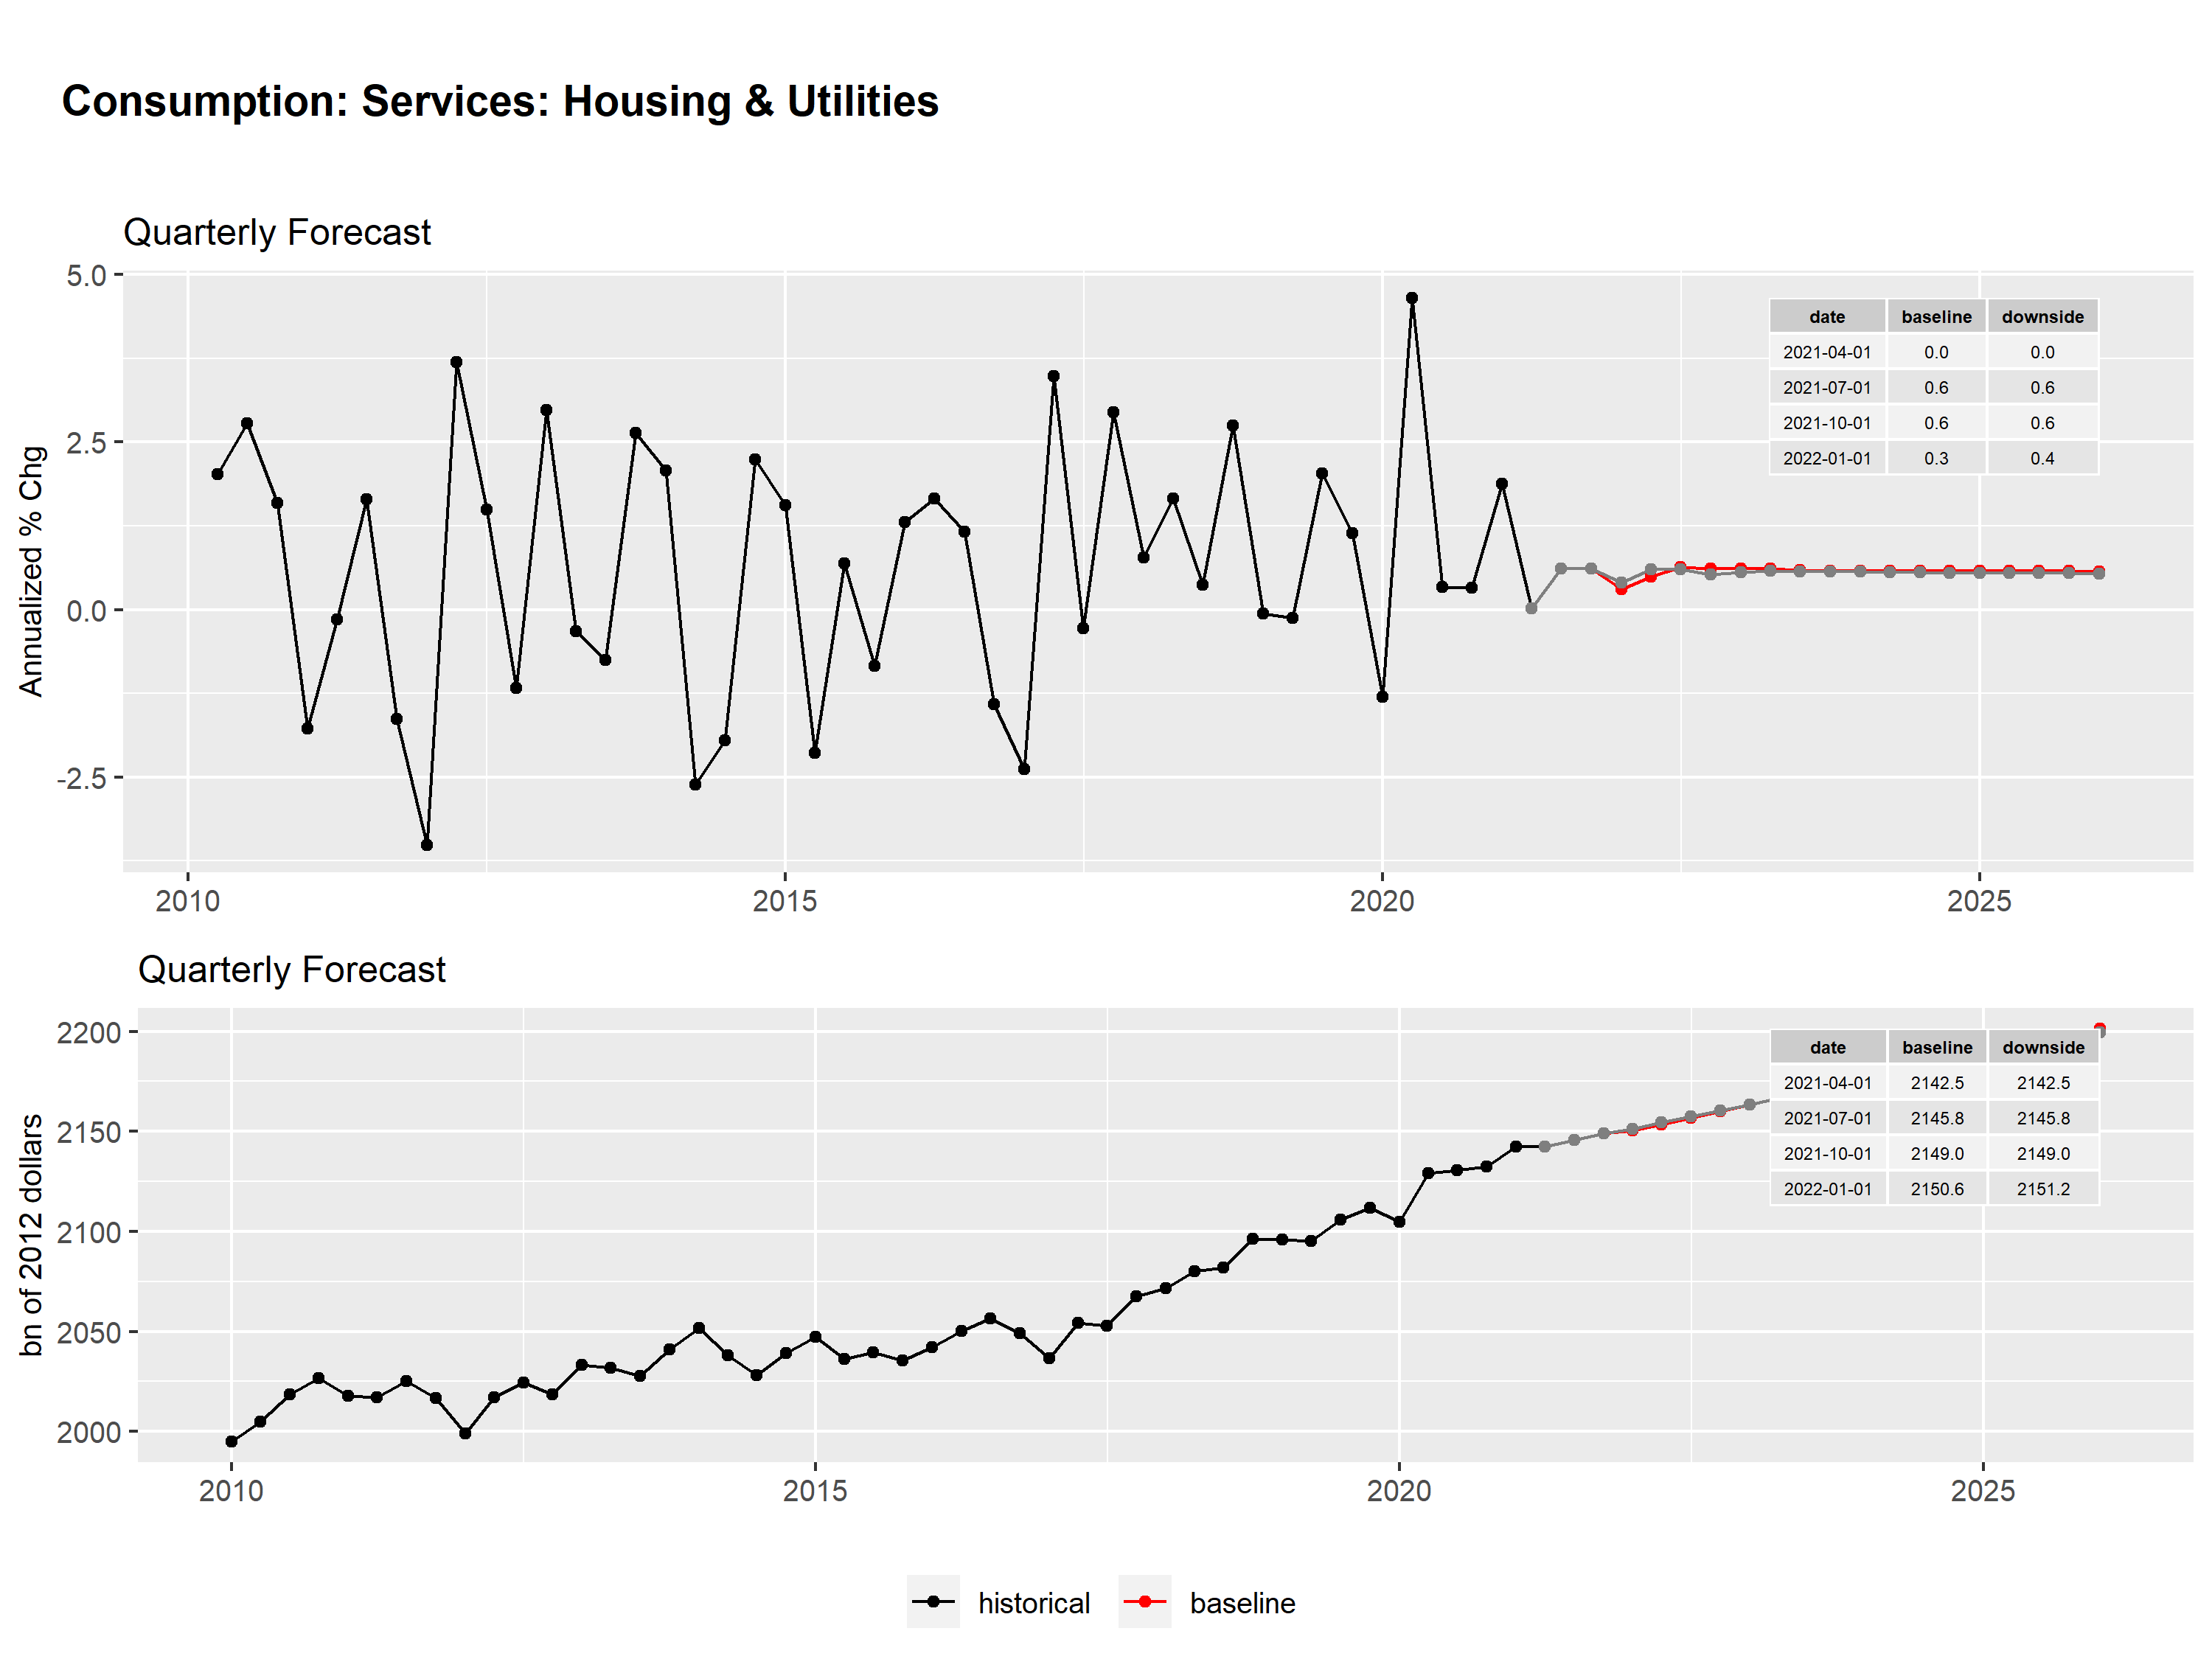 Consumption: Services: Housing & Utilities
Quarterly Forecast
Annualized % Chg
5.0
2.5
0.0
-2.5
2010 2015 2020 2025
date baseline downside
2021-04-01 0.0 0.0
2021-07-01 0.6 0.6
2021-10-01 0.6 0.6
2022-01-01 0.3 0.4
Quarterly Forecast
bn of 2012 dollars
2200
2150
2100
2050
2000
2010 2015 2020 2025
date baseline downside
2021-04-01 2142.5 2142.5
2021-07-01 2145.8 2145.8
2021-10-01 2149.0 2149.0
2022-01-01 2150.6 2151.2
historical baseline